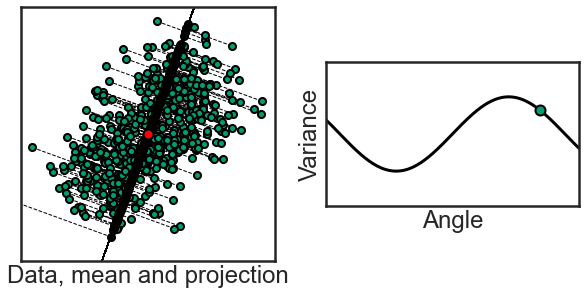 Data, mean and projection
Variance
Angle